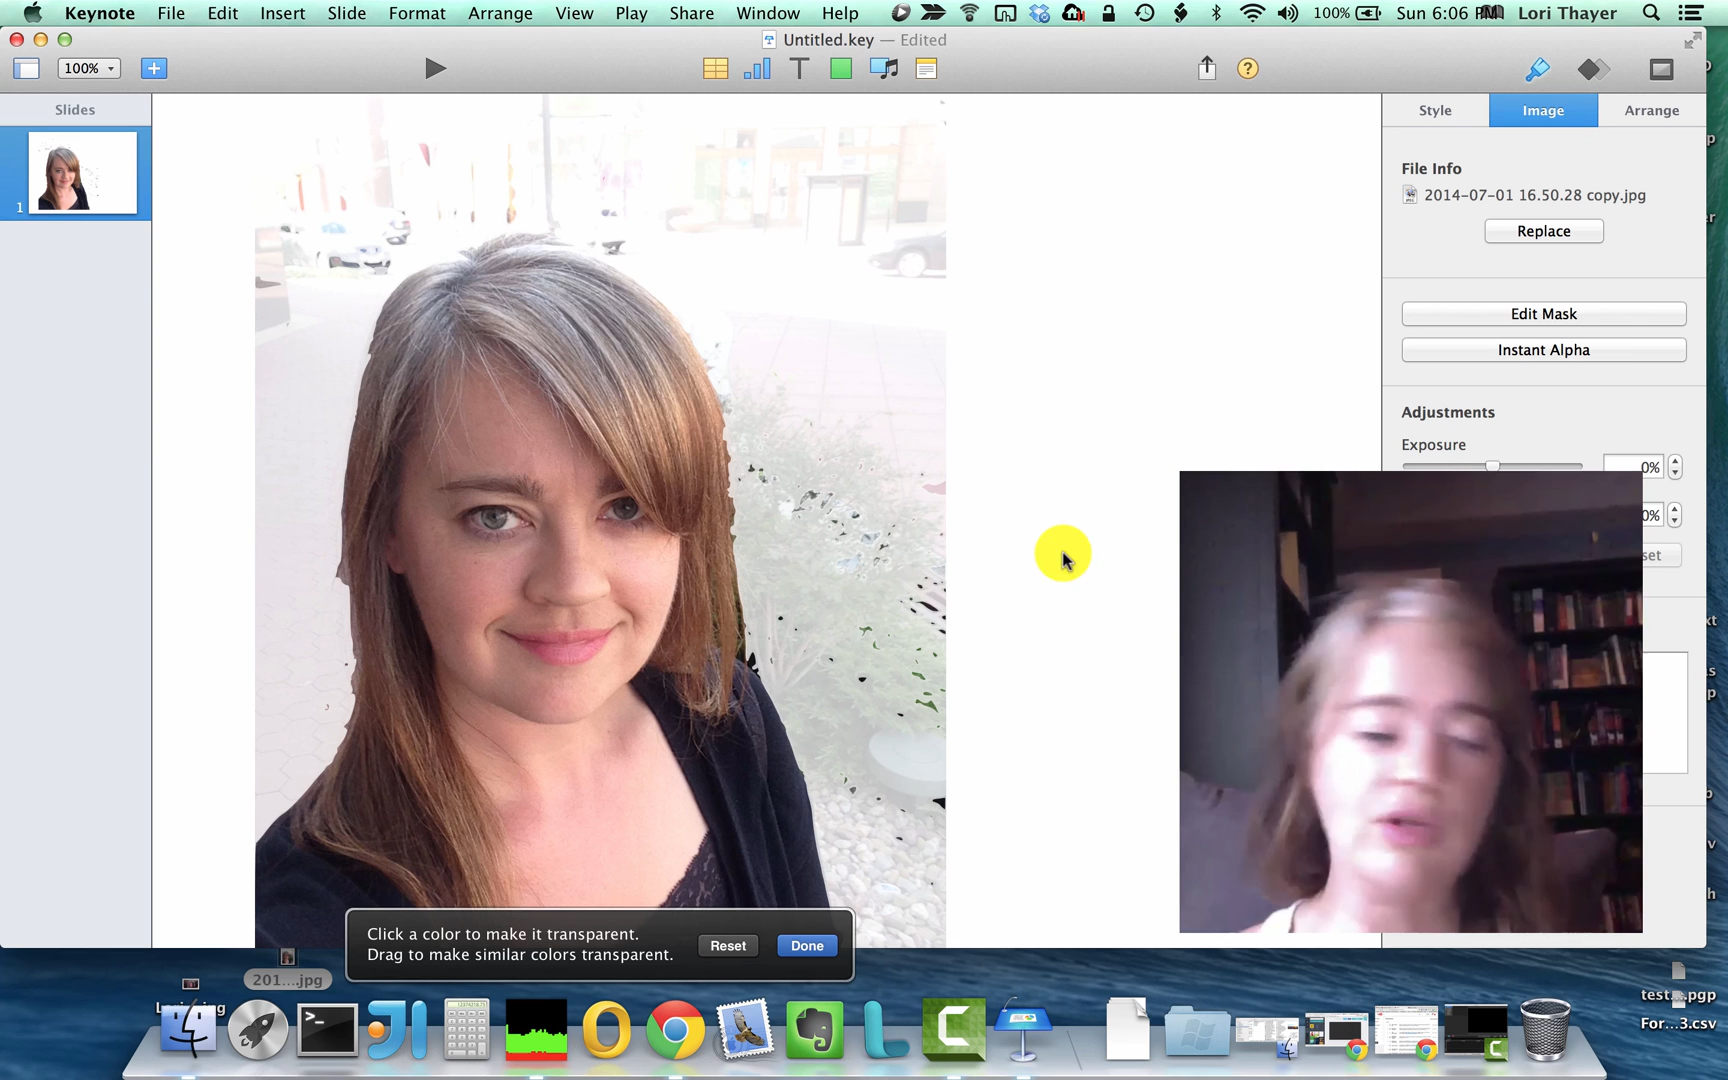 Keynote File Edit Insert Slide Format Arrange View Play Share Window Help 100% Sun 6:06 PM Lori Thayer
Untitled.key — Edited
100%
Slides
Style Image Arrange
1
File Info
2014-07-01 16.50.28 copy.jpg
Replace
Edit Mask
Instant Alpha
Adjustments
Exposure
0%
0%
set
Click a color to make it transparent.
Drag to make similar colors transparent.
Reset Done
201....jpg
test....pgp
For...3.csv